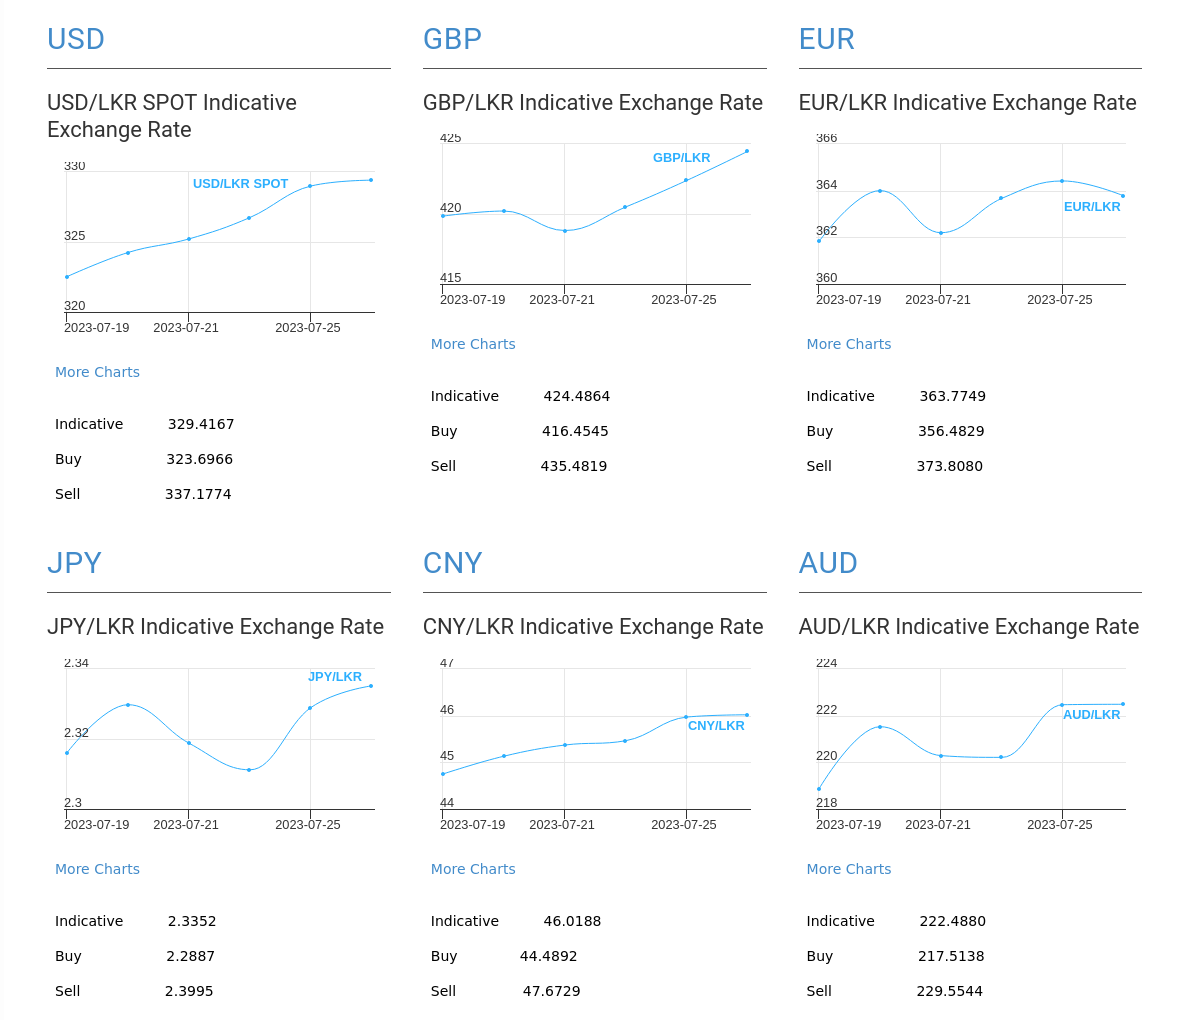 USD
USD/LKR SPOT Indicative
Exchange Rate
330
USD/LKR SPOT
325
320
2023-07-19 2023-07-21 2023-07-25
More Charts
Indicative 329.4167
Buy 323.6966
Sell 337.1774
GBP
GBP/LKR Indicative Exchange Rate
425
GBP/LKR
420
415
2023-07-19 2023-07-21 2023-07-25
More Charts
Indicative 424.4864
Buy 416.4545
Sell 435.4819
EUR
EUR/LKR Indicative Exchange Rate
366
364
EUR/LKR
362
360
2023-07-19 2023-07-21 2023-07-25
More Charts
Indicative 363.7749
Buy 356.4829
Sell 373.8080
JPY
JPY/LKR Indicative Exchange Rate
2.34
JPY/LKR
2.32
2.3
2023-07-19 2023-07-21 2023-07-25
More Charts
Indicative 2.3352
Buy 2.2887
Sell 2.3995
CNY
CNY/LKR Indicative Exchange Rate
47
46
CNY/LKR
45
44
2023-07-19 2023-07-21 2023-07-25
More Charts
Indicative 46.0188
Buy 44.4892
Sell 47.6729
AUD
AUD/LKR Indicative Exchange Rate
224
222
AUD/LKR
220
218
2023-07-19 2023-07-21 2023-07-25
More Charts
Indicative 222.4880
Buy 217.5138
Sell 229.5544